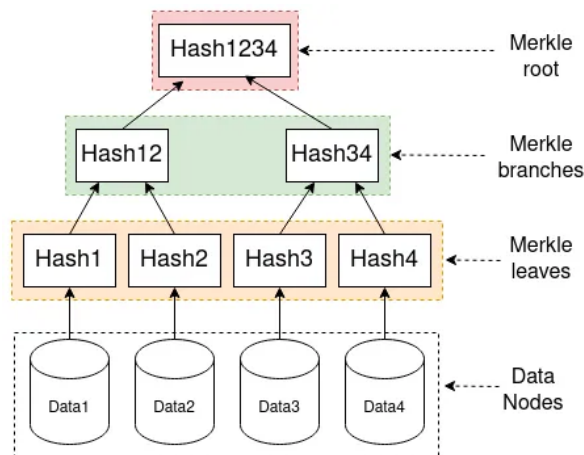 Hash1234
Merkle
root
Hash12
Hash34
Merkle
branches
Hash1
Hash2
Hash3
Hash4
Merkle
leaves
Data1
Data2
Data3
Data4
Data
Nodes